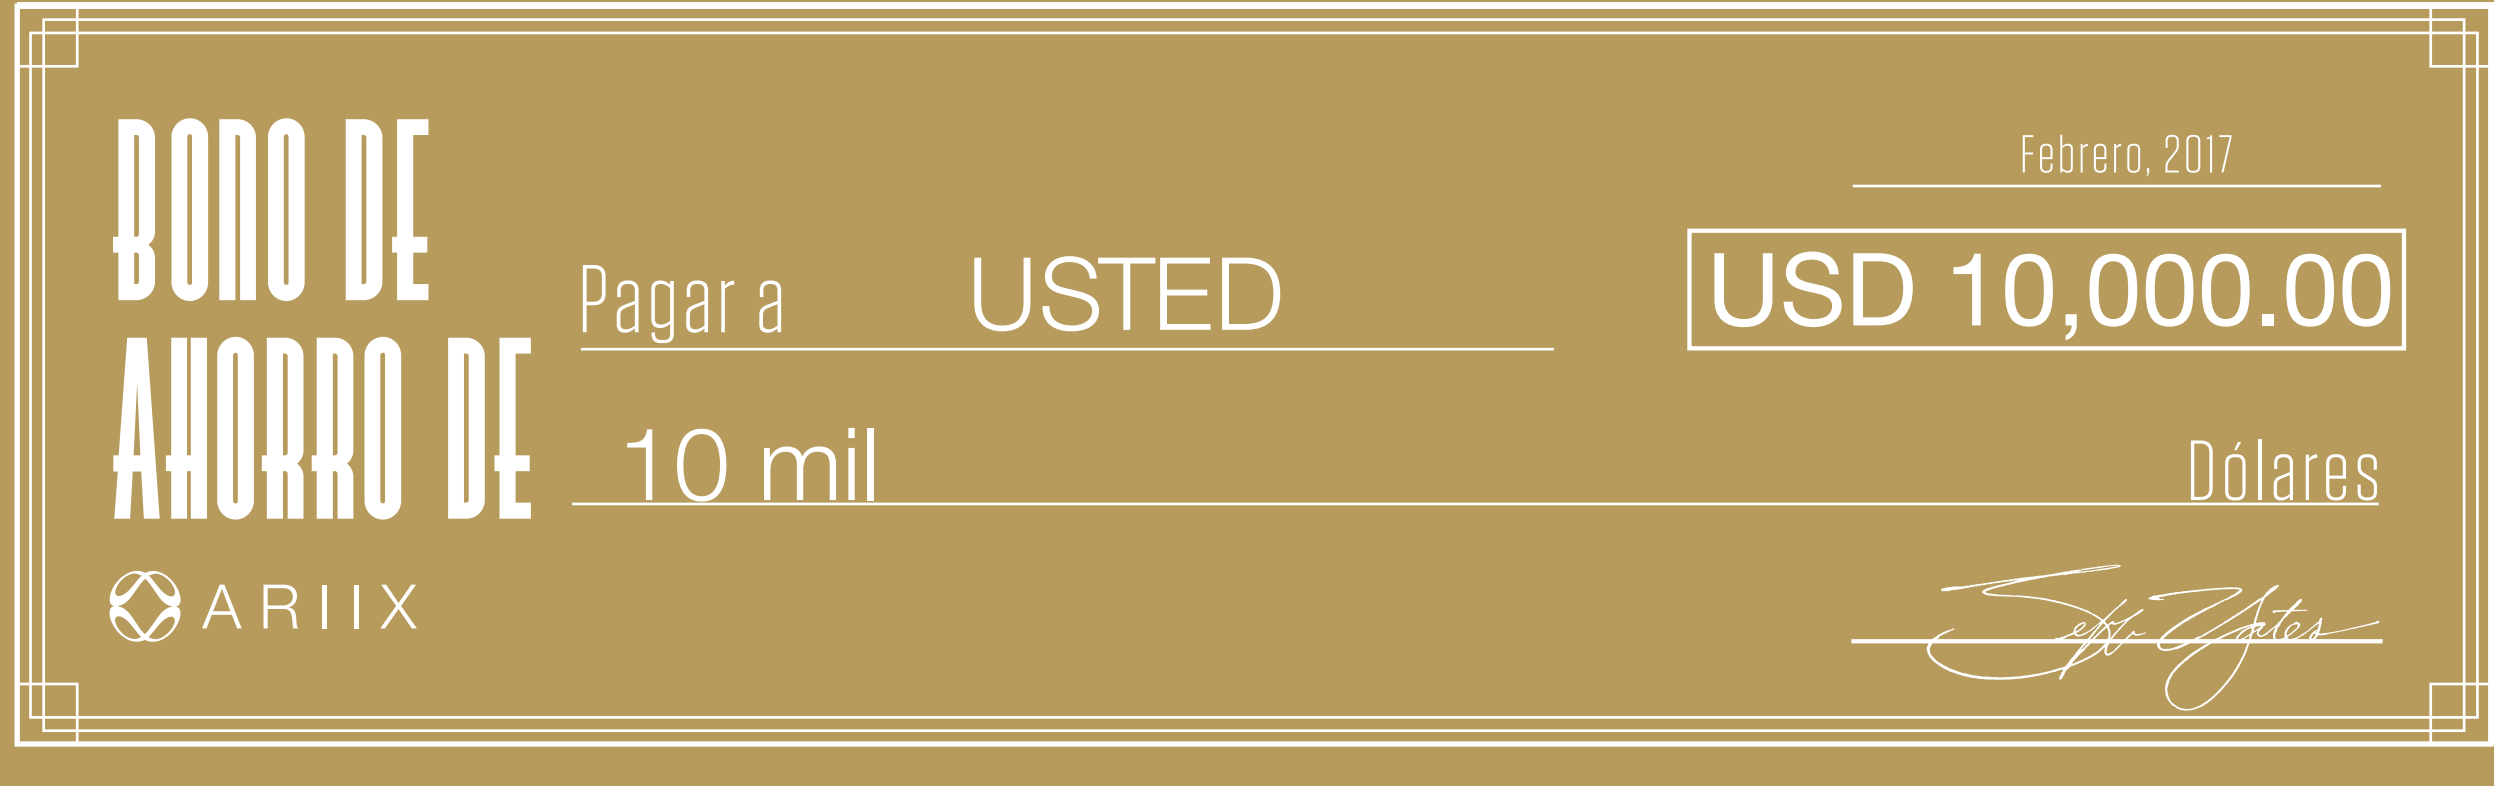 BONO DE
AHORRO DE
Febrero, 2017
Pagar a USTED
USD 10,000.00
10 mil Dólares
ARIIX